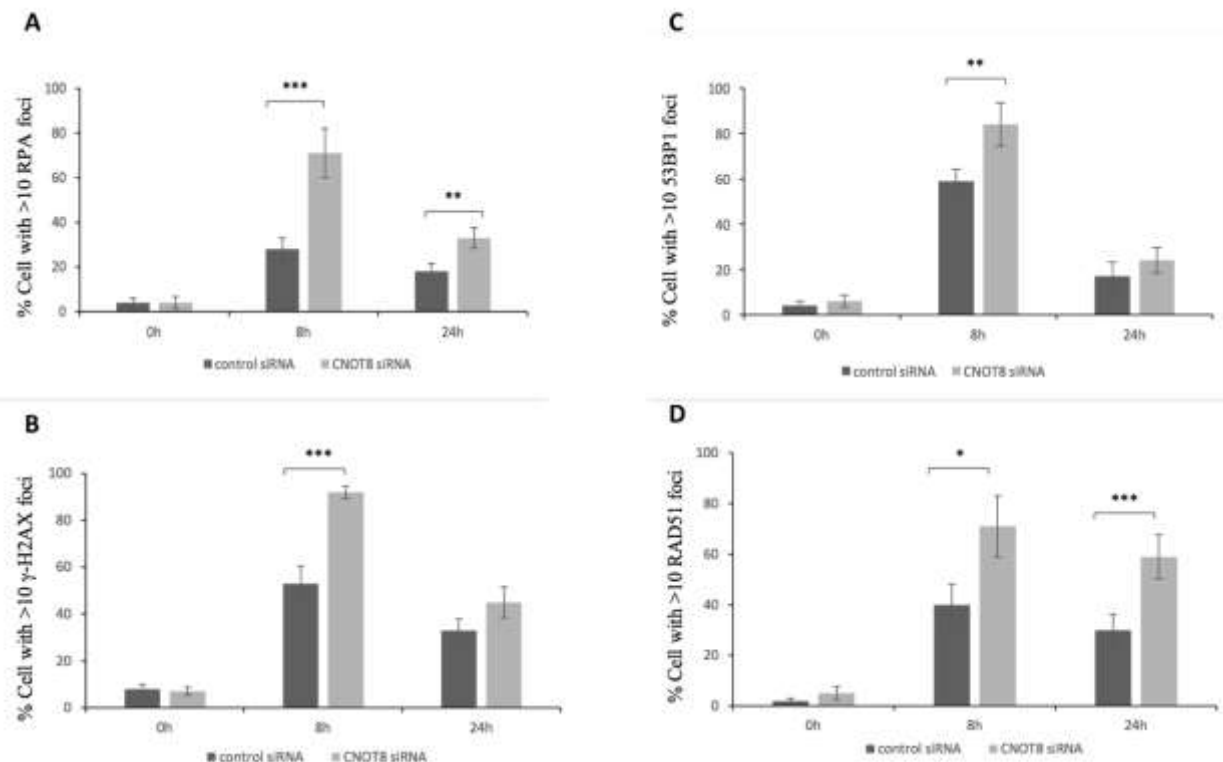 A
% Cell with >10 RPA foci
100
80
60
40
20
0
***
**
0h 8h 24h
control siRNA CNOT8 siRNA
C
% Cell with >10 53BP1 foci
100
80
60
40
20
0
**
0h 8h 24h
control siRNA CNOT8 siRNA
B
% Cell with >10 γ-H2AX foci
100
80
60
40
20
0
***
0h 8h 24h
control siRNA CNOT8 siRNA
D
% Cell with >10 RAD51 foci
100
80
60
40
20
0
*
***
0h 8h 24h
control siRNA CNOT8 siRNA